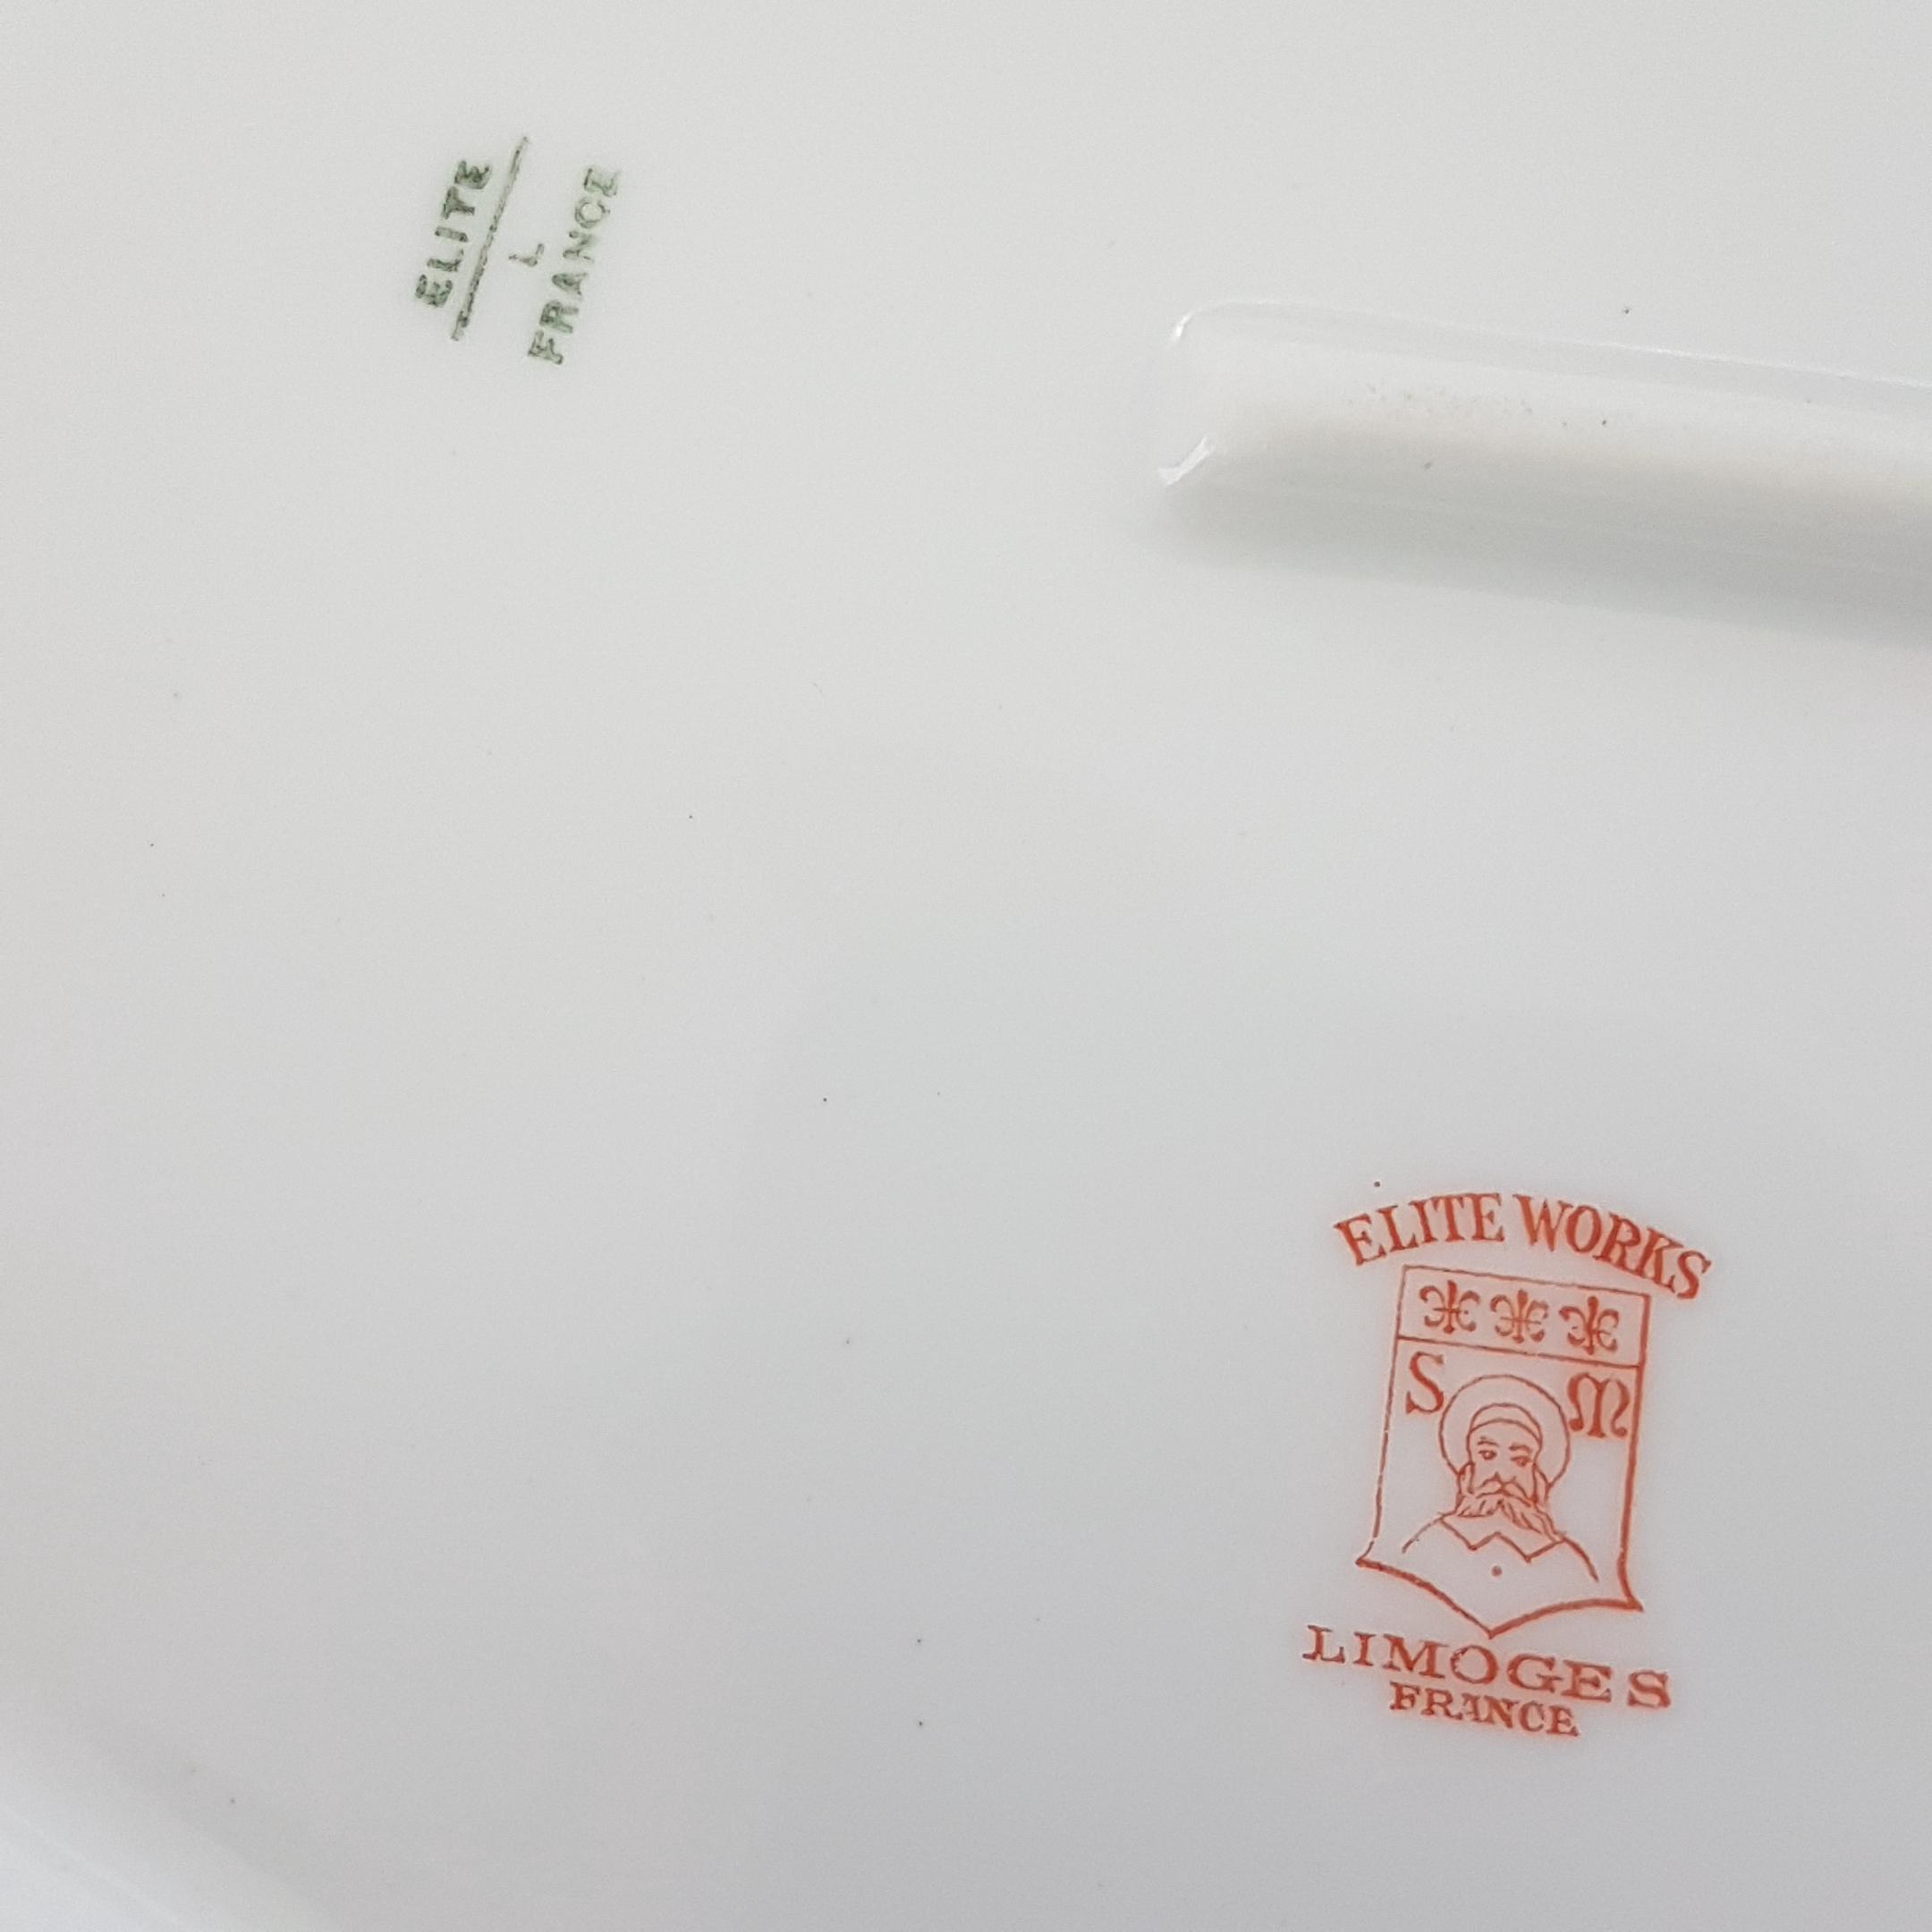 ELITE
L
FRANCE
ELITE WORKS
S M
LIMOGES
FRANCE